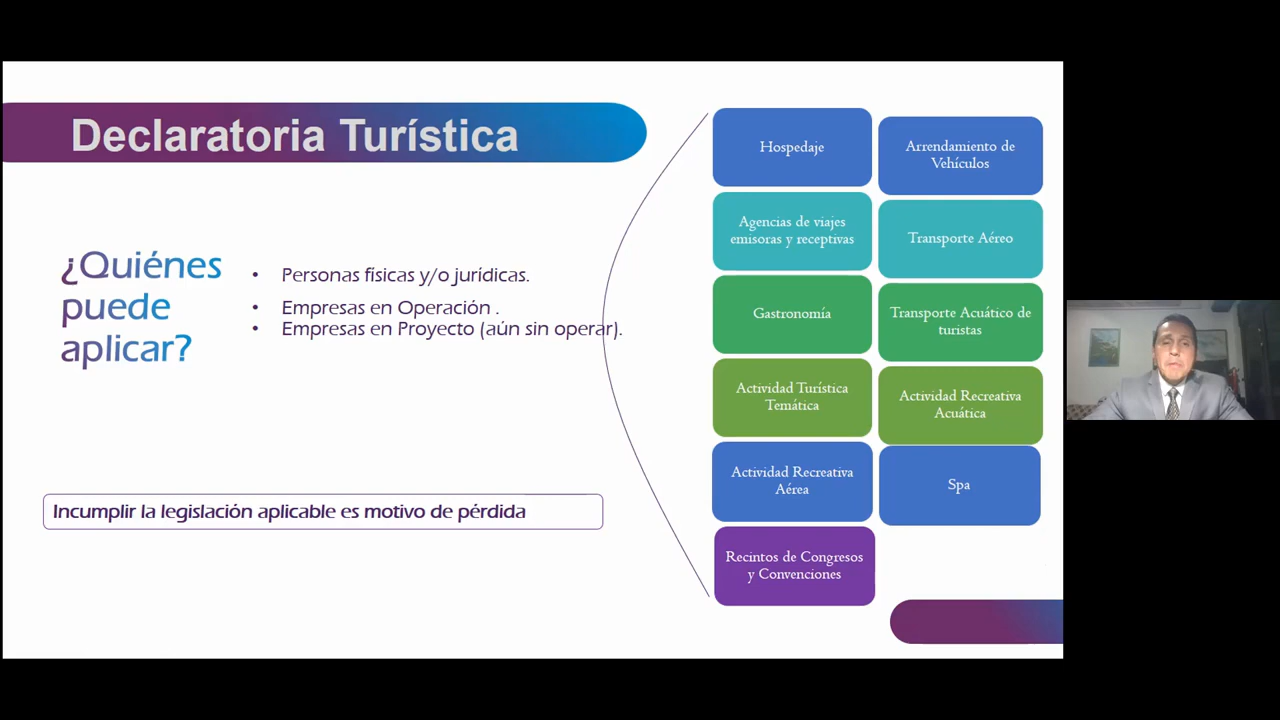 Declaratoria Turística
¿Quiénes
puede
aplicar?
• Personas físicas y/o jurídicas.
• Empresas en Operación .
• Empresas en Proyecto (aún sin operar).
Incumplir la legislación aplicable es motivo de pérdida
Hospedaje
Arrendamiento de
Vehículos
Agencias de viajes
emisoras y receptivas
Transporte Aéreo
Gastronomía
Transporte Acuático de
turistas
Actividad Turística
Temática
Actividad Recreativa
Acuática
Actividad Recreativa
Aérea
Spa
Recintos de Congresos
y Convenciones